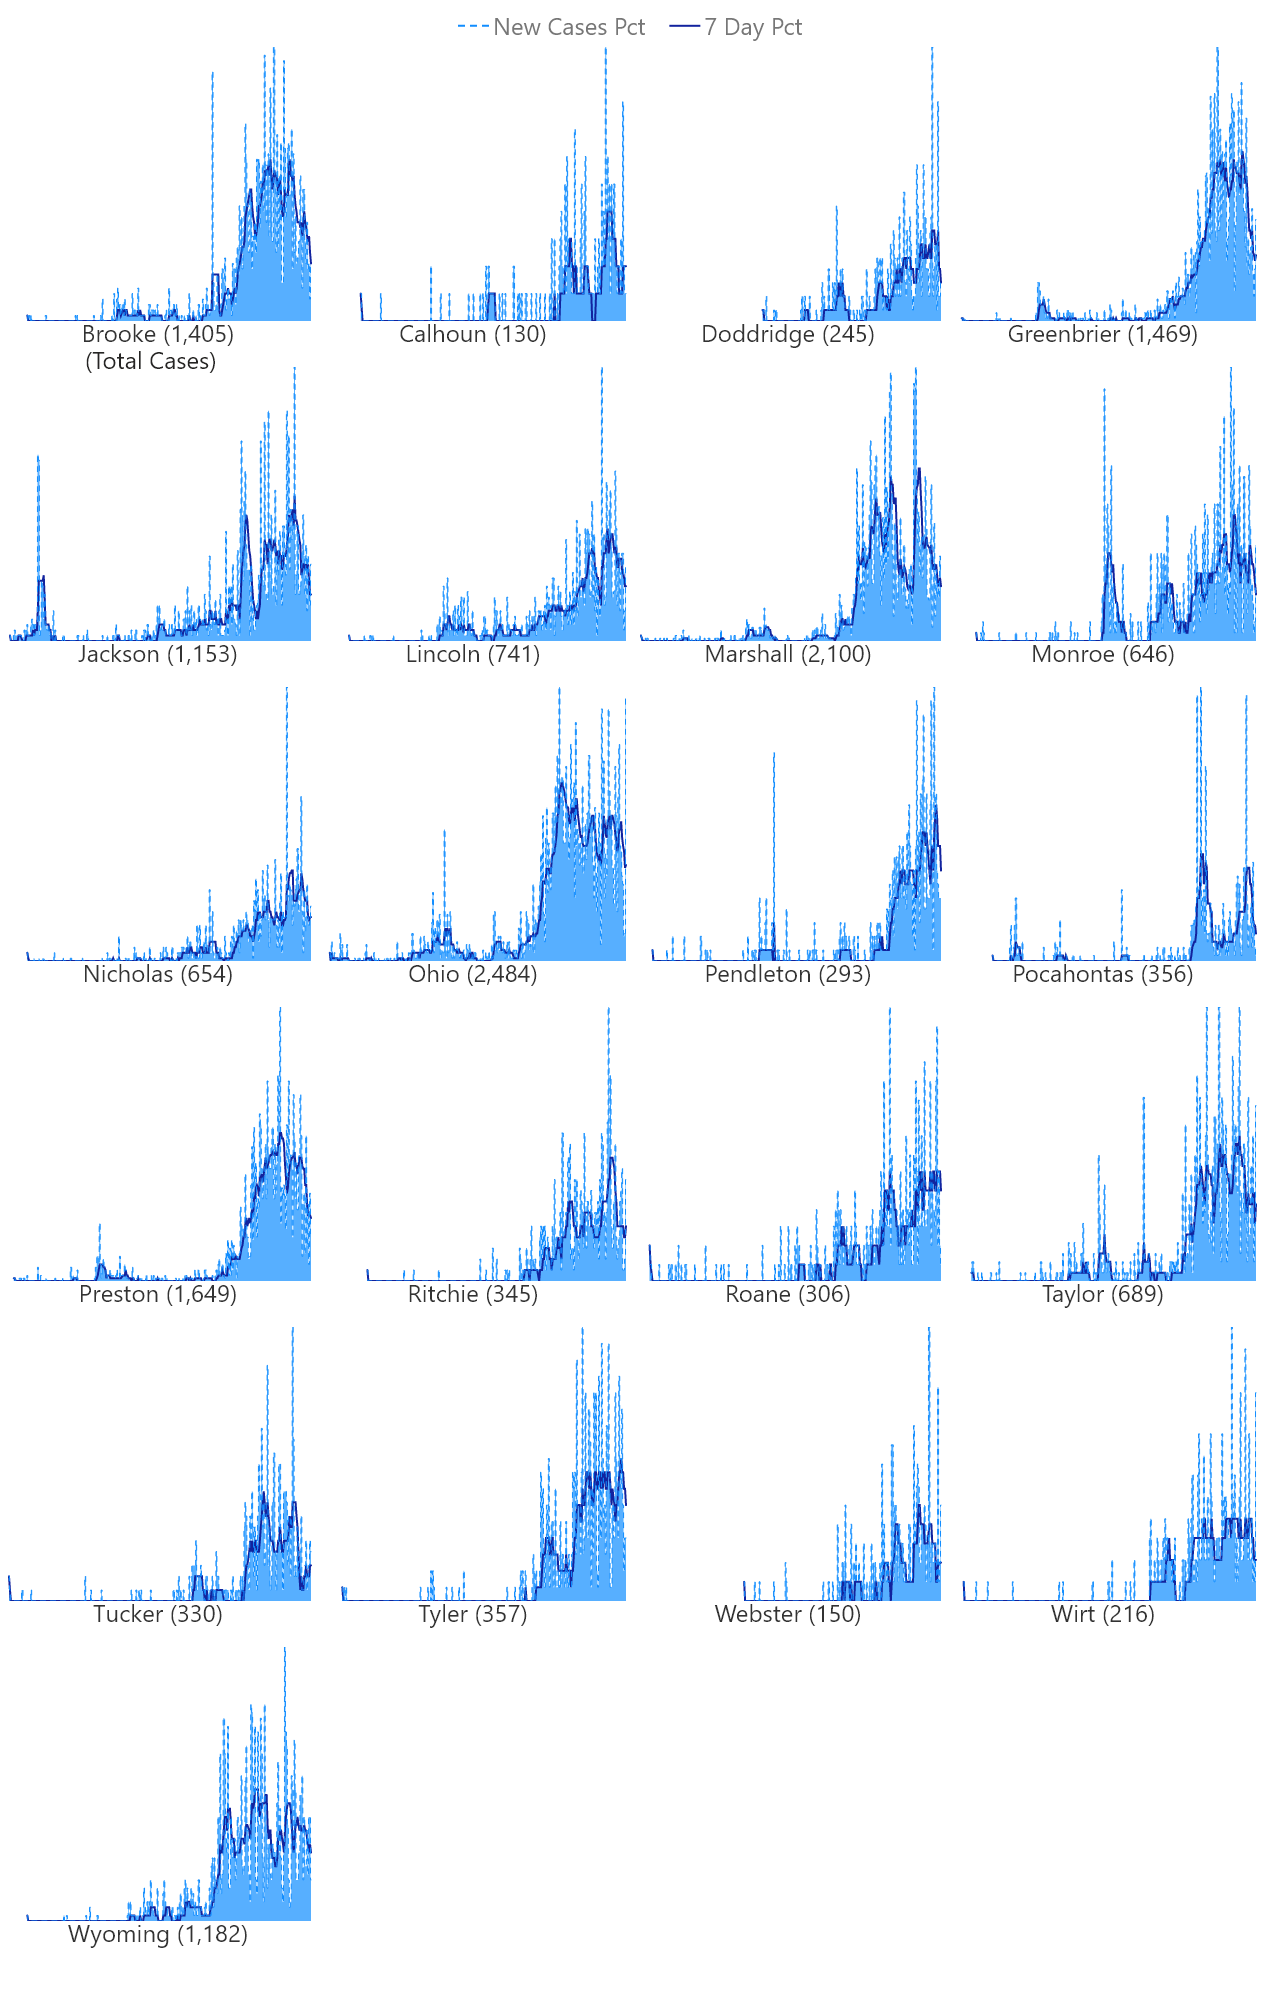 New Cases Pct 7 Day Pct
Brooke (1,405) Calhoun (130) Doddridge (245) Greenbrier (1,469)
(Total Cases)
Jackson (1,153) Lincoln (741) Marshall (2,100) Monroe (646)
Nicholas (654) Ohio (2,484) Pendleton (293) Pocahontas (356)
Preston (1,649) Ritchie (345) Roane (306) Taylor (689)
Tucker (330) Tyler (357) Webster (150) Wirt (216)
Wyoming (1,182)